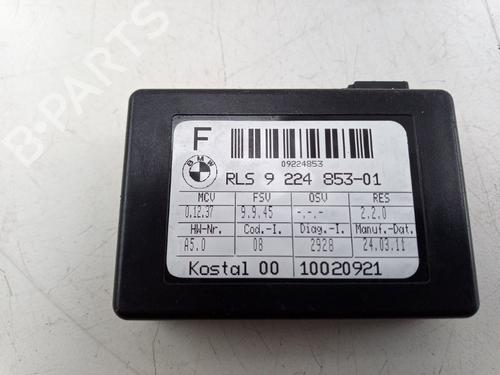 F
BMW
09224853
RLS 9 224 853-01
MCV FSV OSV RES
0.12.37 9.9.45 -.-.- 2.2.0
HW-Nr. Cod.-I. Diag.-I. Manuf.-Dat.
A5.0 08 2928 24.03.11
Kostal 00 10020921
B-PARTS